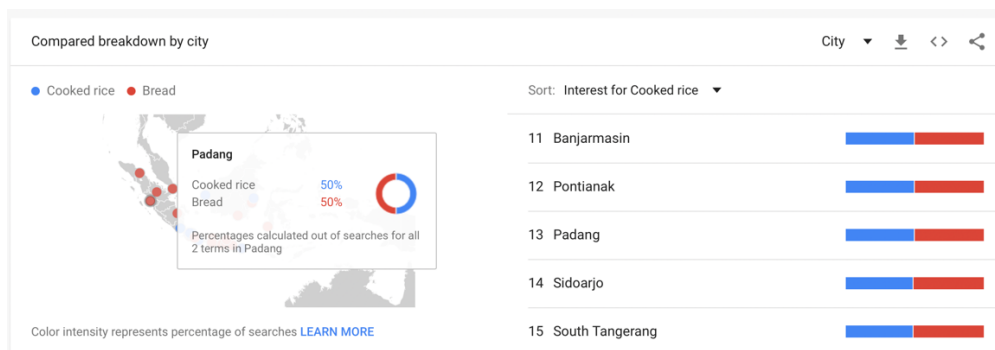 Compared breakdown by city
City
Cooked rice Bread
Sort: Interest for Cooked rice
Padang
Cooked rice 50%
Bread 50%
Percentages calculated out of searches for all
2 terms in Padang
Color intensity represents percentage of searches LEARN MORE
11 Banjarmasin
12 Pontianak
13 Padang
14 Sidoarjo
15 South Tangerang